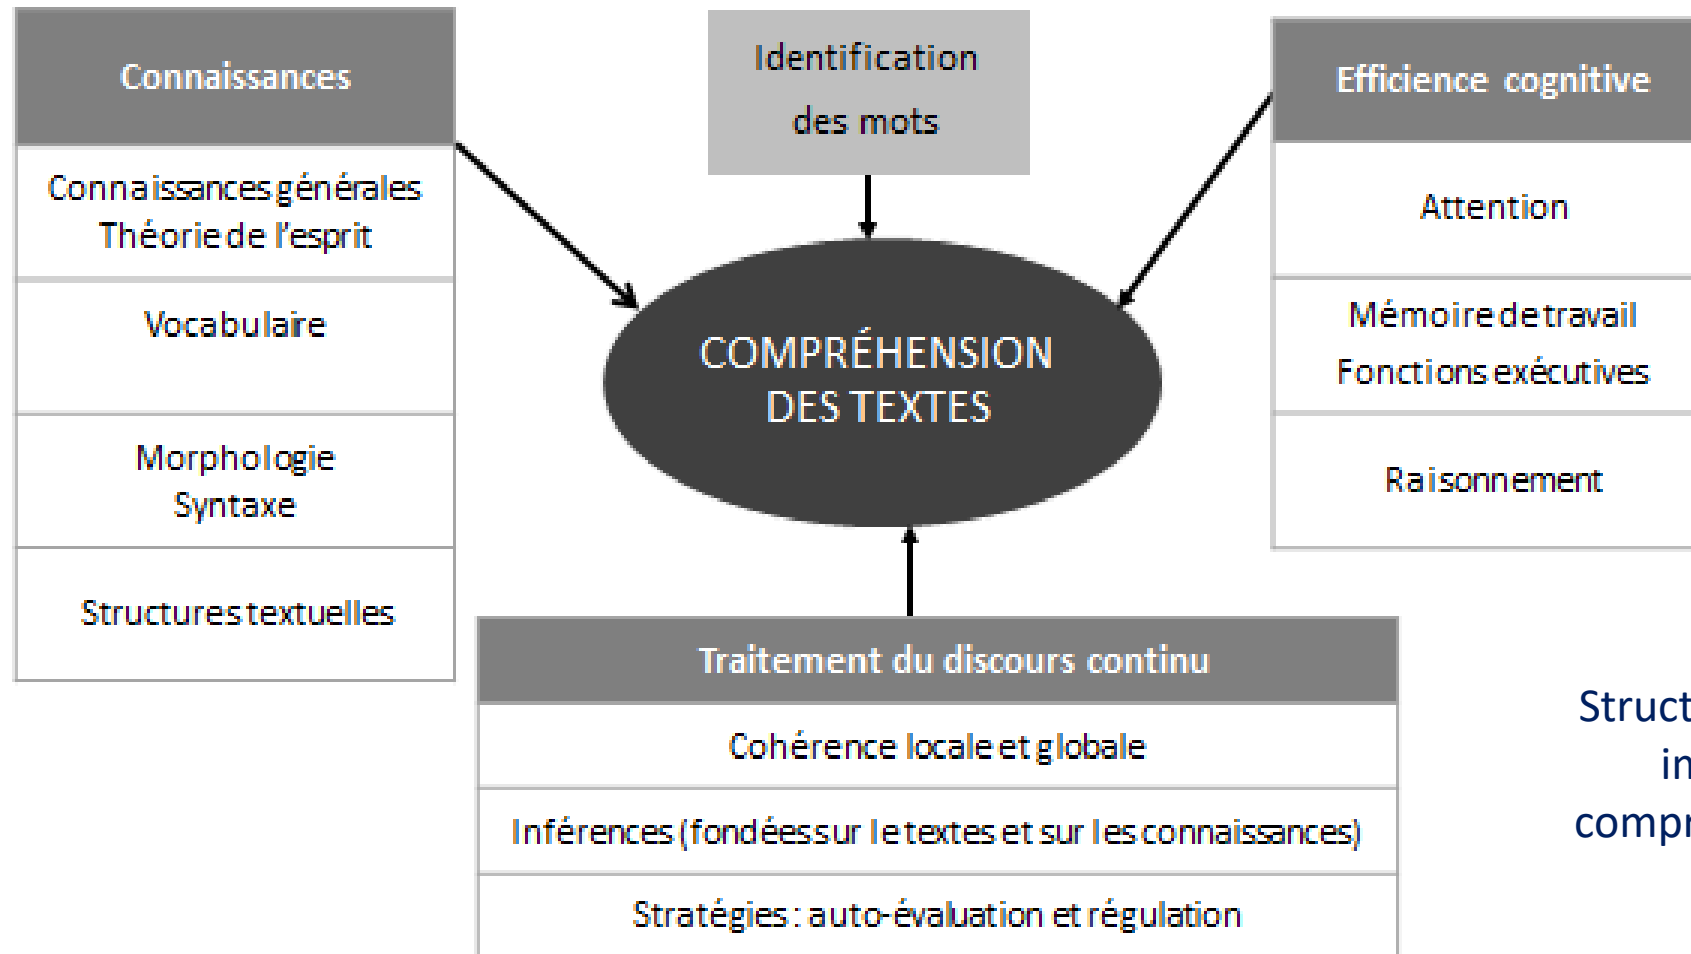 Connaissances
Connaissances générales
Théorie de l'esprit
Vocabulaire
Morphologie
Syntaxe
Structures textuelles
Identification
des mots
COMPRÉHENSION
DES TEXTES
Efficience cognitive
Attention
Mémoire de travail
Fonctions exécutives
Raisonnement
Traitement du discours continu
Cohérence locale et globale
Inférences (fondées sur le textes et sur les connaissances)
Stratégies : auto-évaluation et régulation